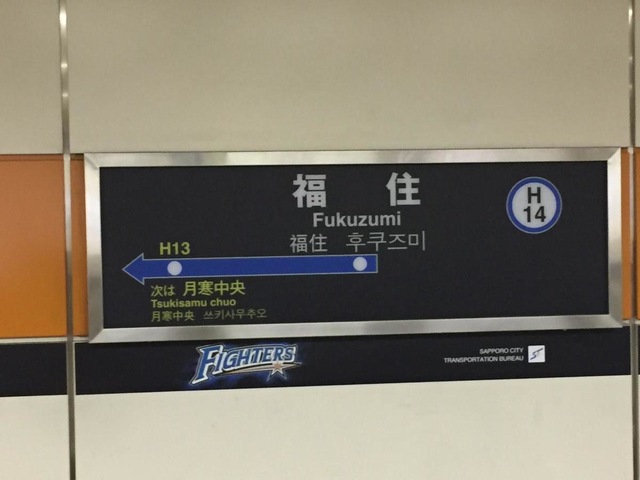 福 住
Fukuzumi
福住 후쿠즈미
H
14
H13
次は 月寒中央
Tsukisamu chuo
月寒中央 쓰키사무추오
FIGHTERS
SAPPORO CITY
TRANSPORTATION BUREAU